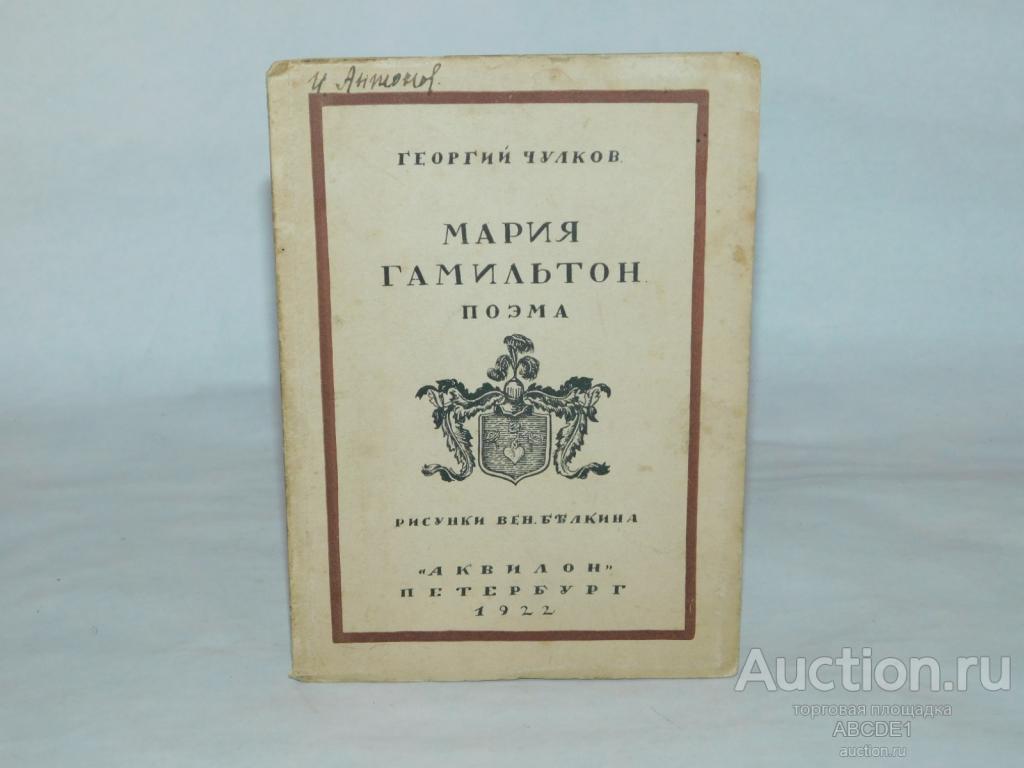 И. Антонов.
ГЕОРГИЙ ЧУЛКОВ.
МАРИЯ
ГАМИЛЬТОН.
ПОЭМА
РИСУНКИ ВЕН. БѢЛКИНА
„АКВИЛОН"
ПЕТЕРБУРГ
1922
Auction.ru
торговая площадка
ABCDE1
auction.ru